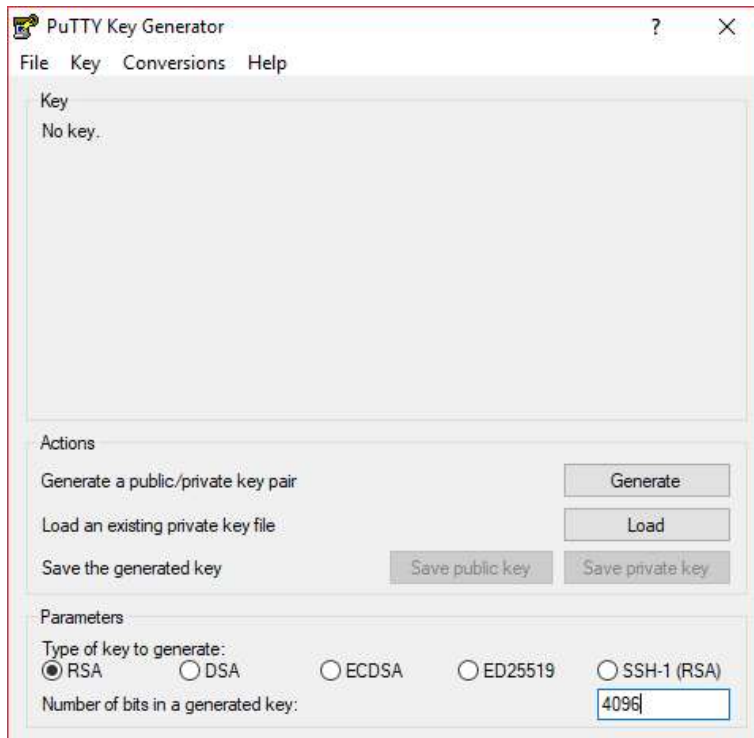 PuTTY Key Generator ?
File Key Conversions Help
Key
No key.
Actions
Generate a public/private key pair Generate
Load an existing private key file Load
Save the generated key Save public key Save private key
Parameters
Type of key to generate:
RSA DSA ECDSA ED25519 SSH-1 (RSA)
Number of bits in a generated key: 4096